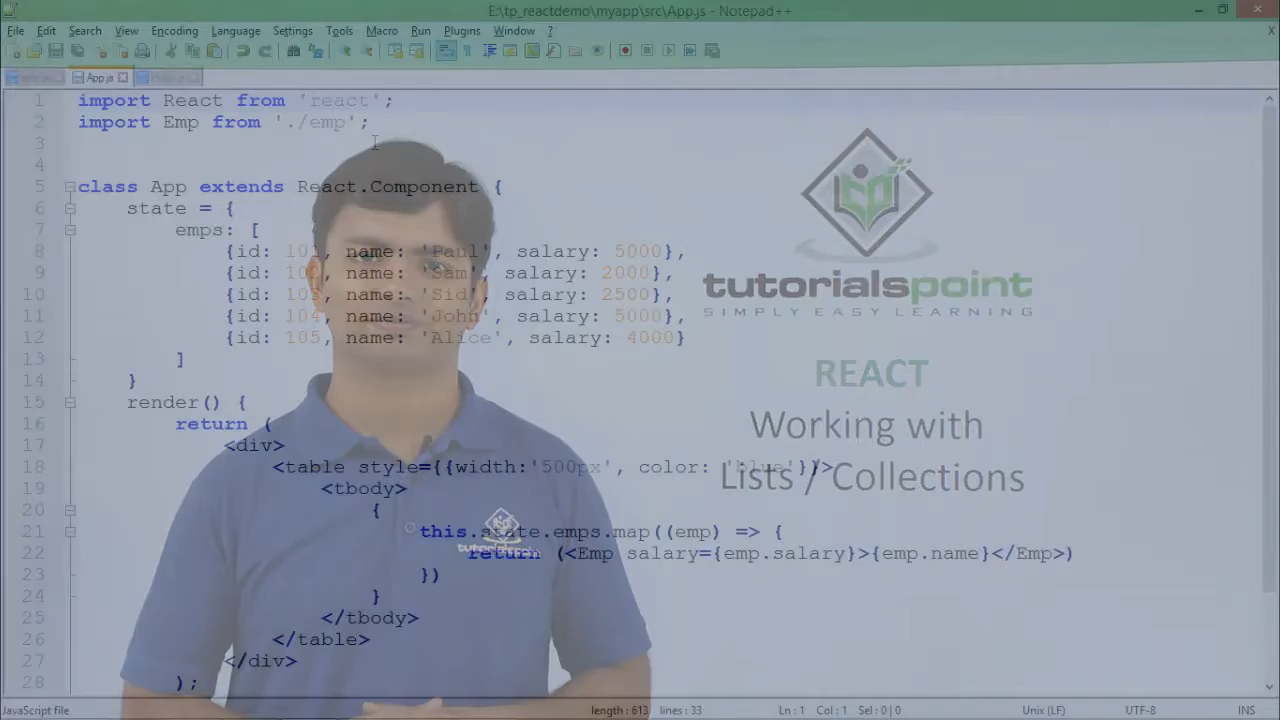 E:\tp_reactdemo\myapp\src\App.js - Notepad++
File Edit Search View Encoding Language Settings Tools Macro Run Plugins Window ?
X
App.js
1 import React from 'react';
2 import Emp from './emp';
3
4
5 class App extends React.Component {
6 state = {
7 emps: [
8 {id: 101, name: 'Paul', salary: 5000},
9 {id: 102, name: 'Sam', salary: 2000},
10 {id: 103, name: 'Sid', salary: 2500},
11 {id: 104, name: 'John', salary: 5000},
12 {id: 105, name: 'Alice', salary: 4000}
13 ]
14 }
15 render() {
16 return (
17 <div>
18 <table style={{width:'500px', color: 'blue'}}>
19 <tbody>
20 {
21 this.state.emps.map((emp) => {
22 return (<Emp salary={emp.salary}>{emp.name}</Emp>)
23 })
24 }
25 </tbody>
26 </table>
27 </div>
28 );
tutorialspoint
SIMPLY EASY LEARNING
REACT
Working with
Lists / Collections
tutorialspoint
JavaScript file length : 613 lines : 33 Ln : 1 Col : 1 Sel : 0 | 0 Unix (LF) UTF-8 INS